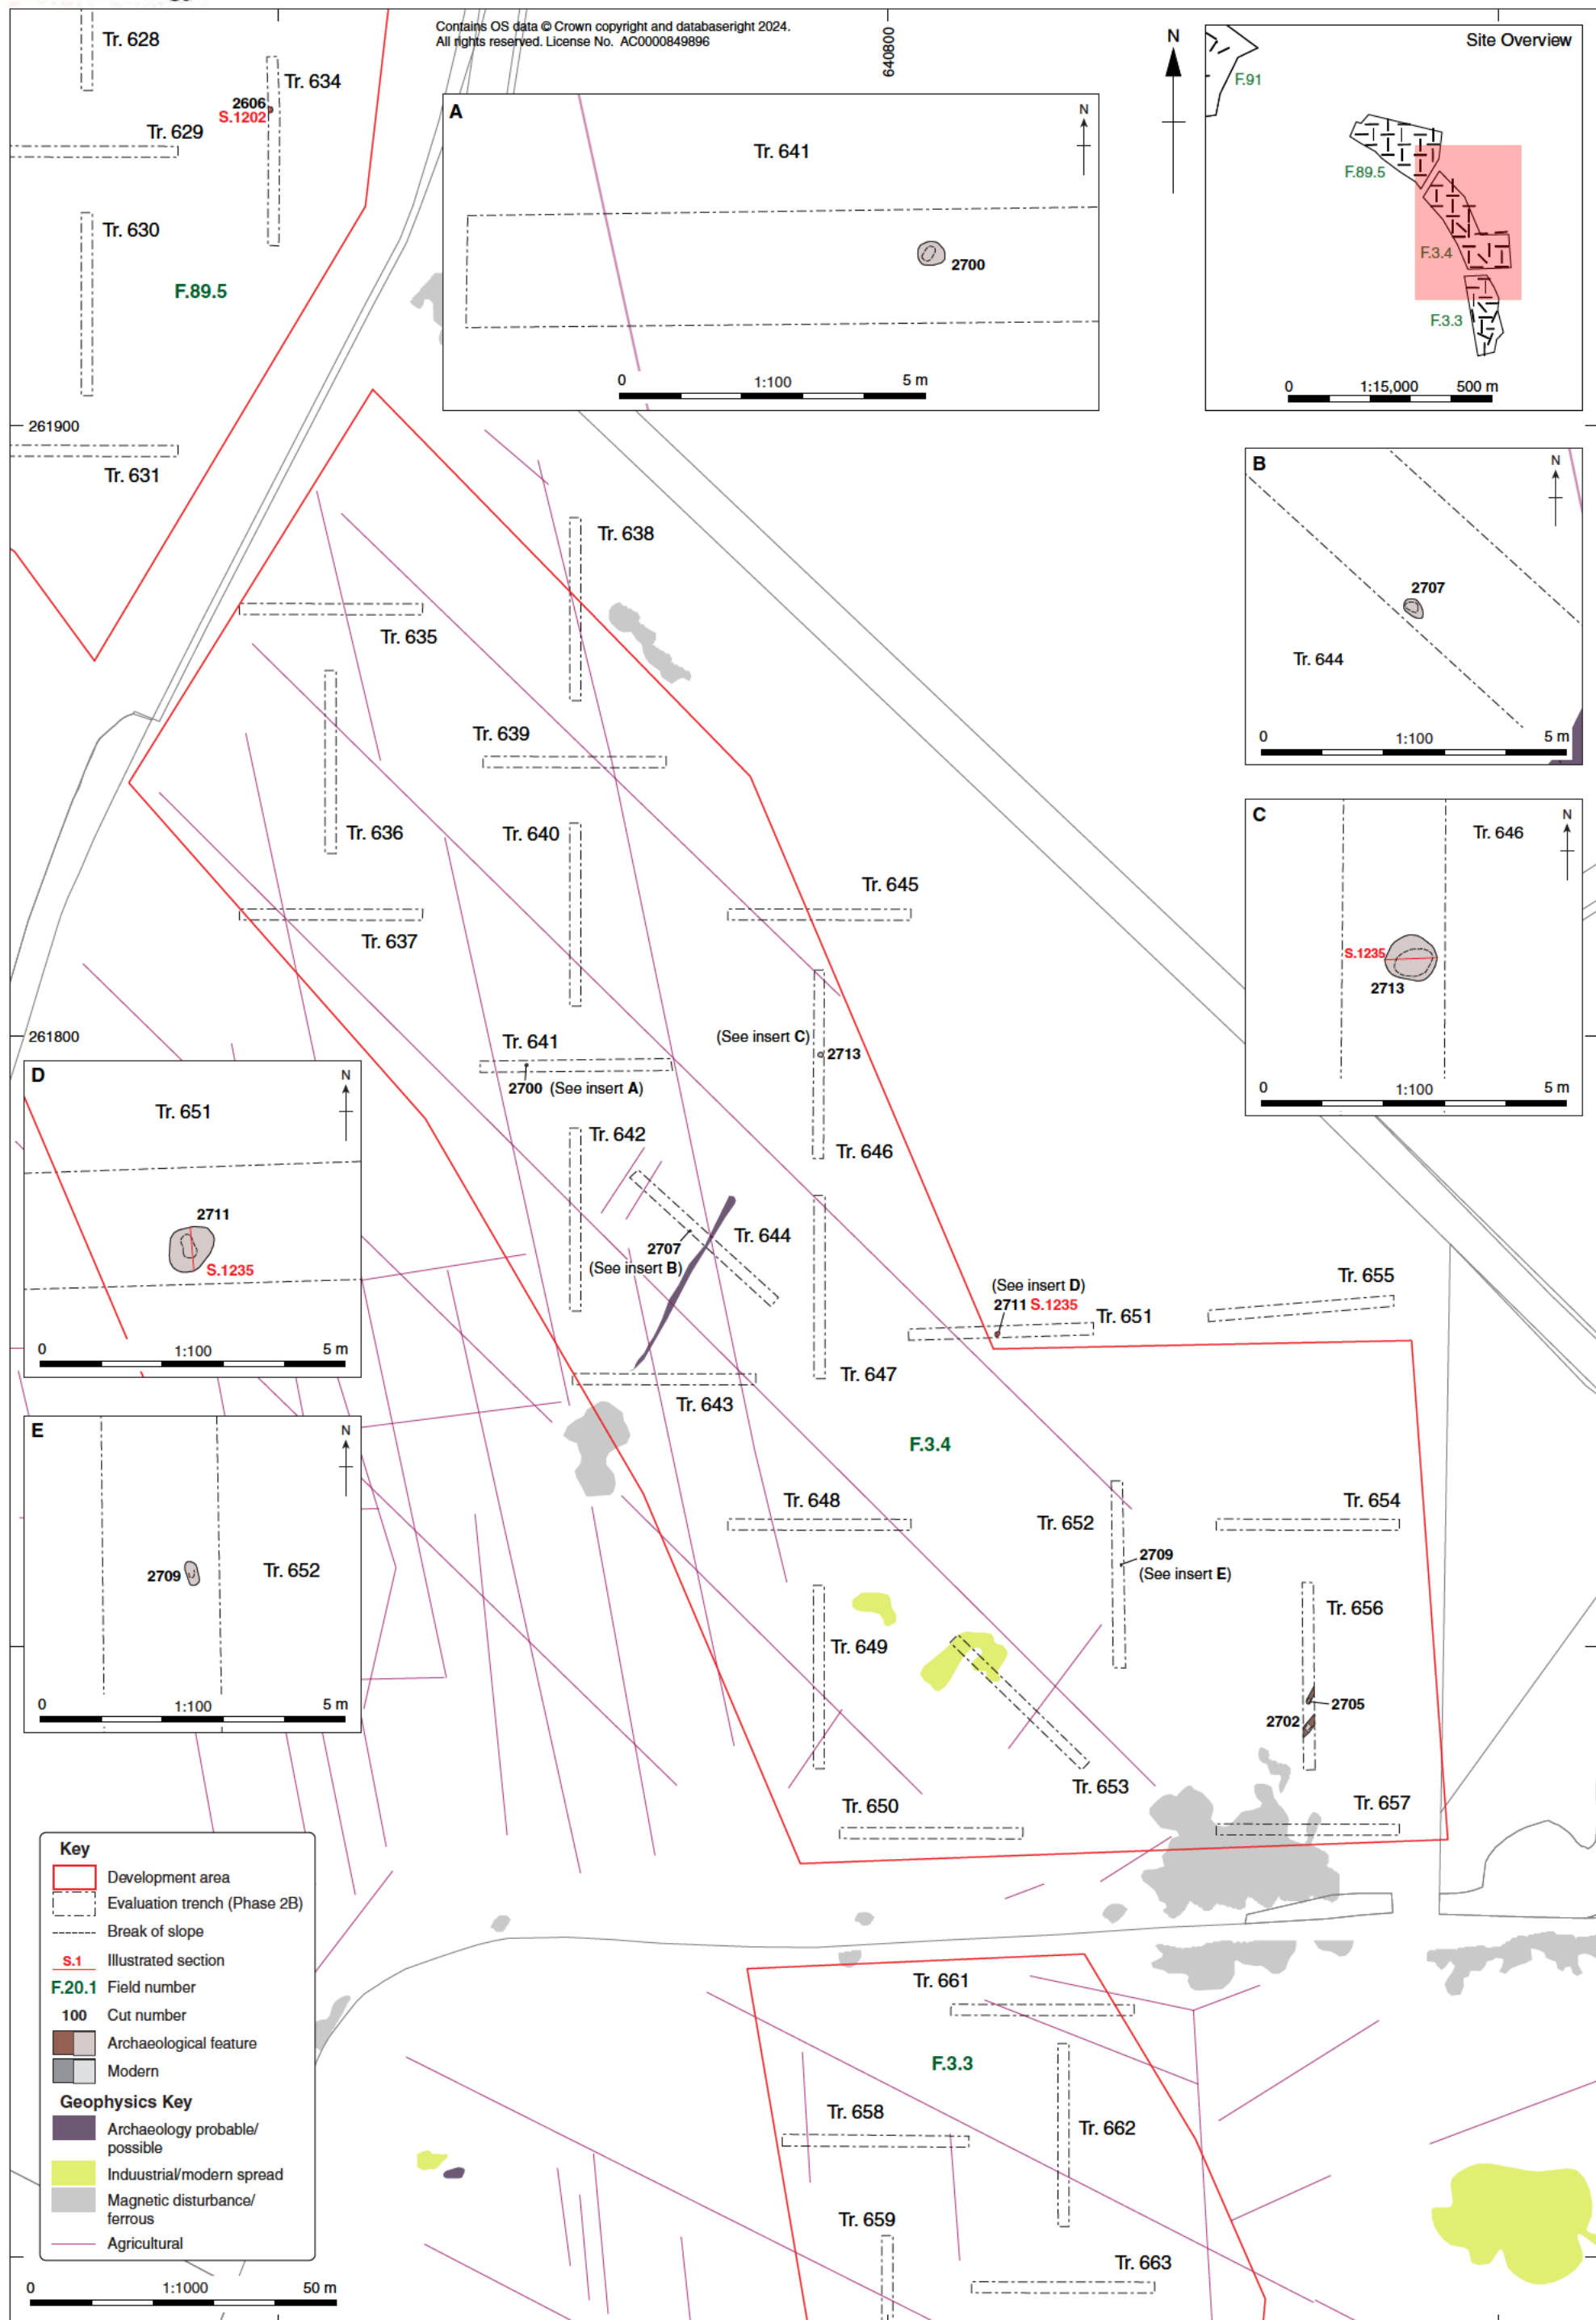 Contains OS data © Crown copyright and databaseright 2024.
All rights reserved. License No. AC0000849896
640800
N
Site Overview
F.91
F.89.5
F.3.4
F.3.3
0 1:15,000 500 m
Tr. 628
Tr. 634
2606
S.1202
Tr. 629
Tr. 630
F.89.5
261900
Tr. 631
A
N
Tr. 641
2700
0 1:100 5 m
B
N
2707
Tr. 644
0 1:100 5 m
Tr. 638
Tr. 635
Tr. 639
Tr. 636
Tr. 640
Tr. 645
Tr. 637
C
N
Tr. 646
S.1235
2713
0 1:100 5 m
261800
Tr. 641
2700 (See insert A)
(See insert C)
2713
Tr. 642
Tr. 646
D
N
Tr. 651
2711
S.1235
0 1:100 5 m
2707
(See insert B)
Tr. 644
(See insert D)
2711 S.1235
Tr. 651
Tr. 655
Tr. 647
Tr. 643
F.3.4
E
N
2709
Tr. 652
0 1:100 5 m
Tr. 648
Tr. 652
Tr. 654
2709
(See insert E)
Tr. 656
Tr. 649
2705
2702
Tr. 653
Tr. 650
Tr. 657
Key
Development area
Evaluation trench (Phase 2B)
Break of slope
S.1 Illustrated section
F.20.1 Field number
100 Cut number
Archaeological feature
Modern
Geophysics Key
Archaeology probable/
possible
Induustrial/modern spread
Magnetic disturbance/
ferrous
Agricultural
0 1:1000 50 m
Tr. 661
F.3.3
Tr. 658
Tr. 662
Tr. 659
Tr. 663